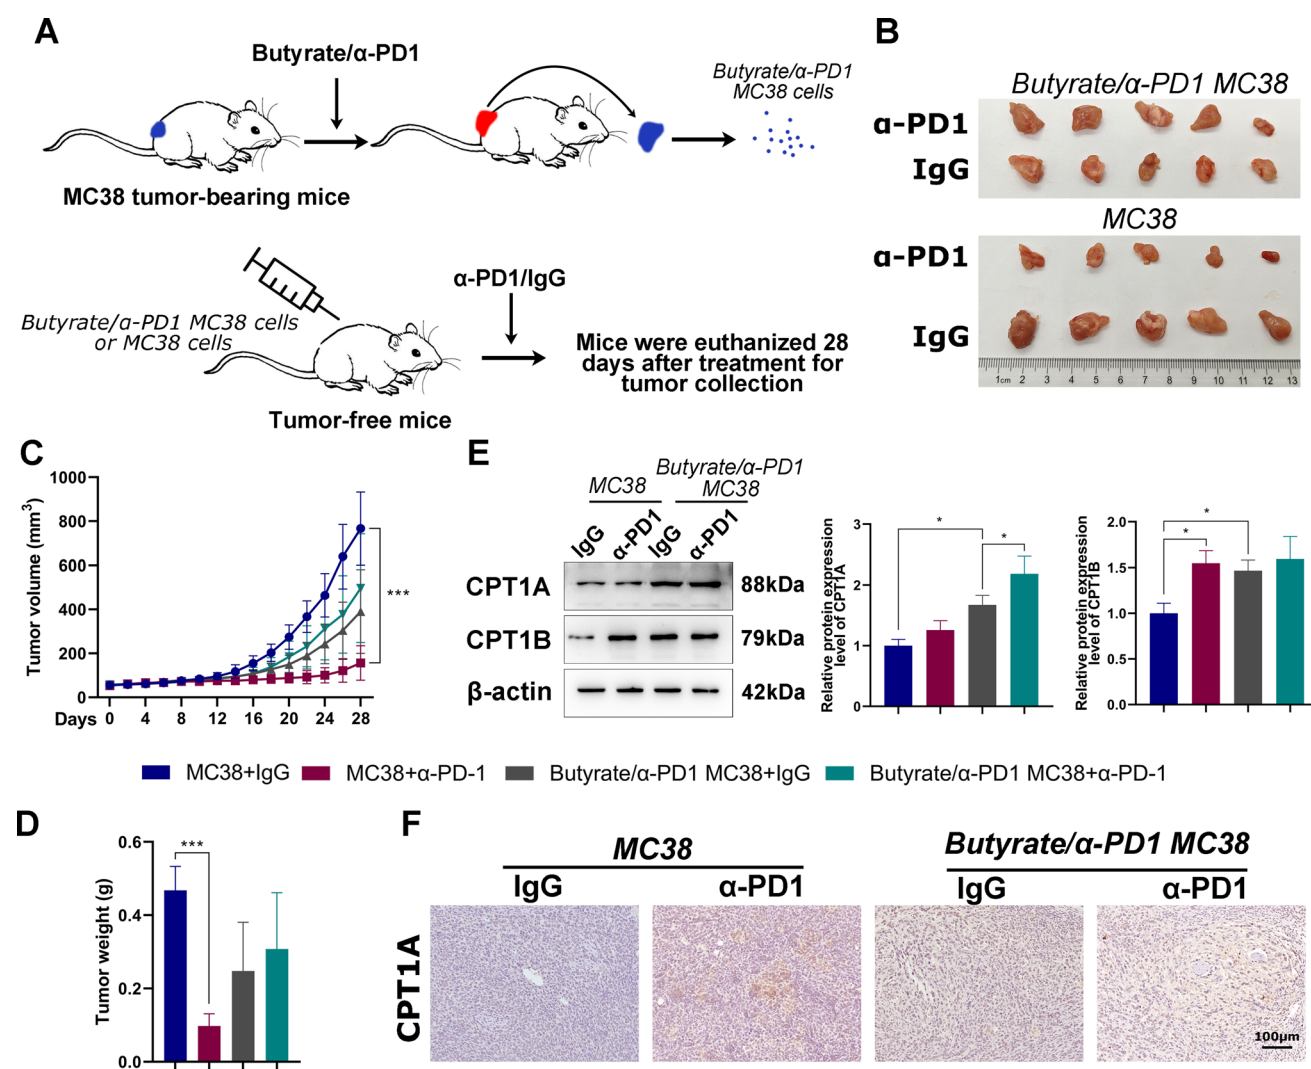 A
Butyrate/α-PD1
Butyrate/α-PD1
MC38 cells
MC38 tumor-bearing mice
α-PD1/IgG
Butyrate/α-PD1 MC38 cells
or MC38 cells
Mice were euthanized 28
days after treatment for
tumor collection
Tumor-free mice
B
Butyrate/α-PD1 MC38
α-PD1
IgG
MC38
α-PD1
IgG
1cm 2 3 4 5 6 7 8 9 10 11 12 13
C
Tumor volume (mm³)
1000
800
600
400
200
0
Days 0 4 8 12 16 20 24 28
***
E
MC38
Butyrate/α-PD1
MC38
IgG α-PD1 IgG α-PD1
CPT1A 88kDa
CPT1B 79kDa
β-actin 42kDa
Relative protein expression
level of CPT1A
3
2
1
0
* *
Relative protein expression
level of CPT1B
2.0
1.5
1.0
0.5
0.0
* *
MC38+IgG MC38+α-PD-1 Butyrate/α-PD1 MC38+IgG Butyrate/α-PD1 MC38+α-PD-1
D
Tumor weight (g)
0.6
0.4
0.2
0.0
***
F
MC38 Butyrate/α-PD1 MC38
IgG α-PD1 IgG α-PD1
CPT1A
100μm